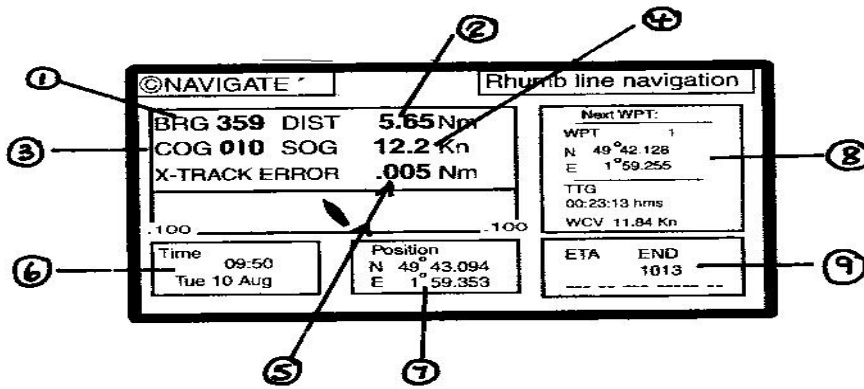 ② ④
①
©NAVIGATE Rhumb line navigation
BRG 359 DIST 5.65 Nm
COG 010 SOG 12.2 Kn
X-TRACK ERROR .005 Nm
.100 .100
③
Next WPT:
WPT 1
N 49°42.128
E 1°59.255
TTG
00:23:13 hms
WCV 11.84 Kn
⑧
Time
09:50
Tue 10 Aug
⑥
Position
N 49°43.094
E 1°59.353
ETA END
1013
⑨
⑤ ⑦